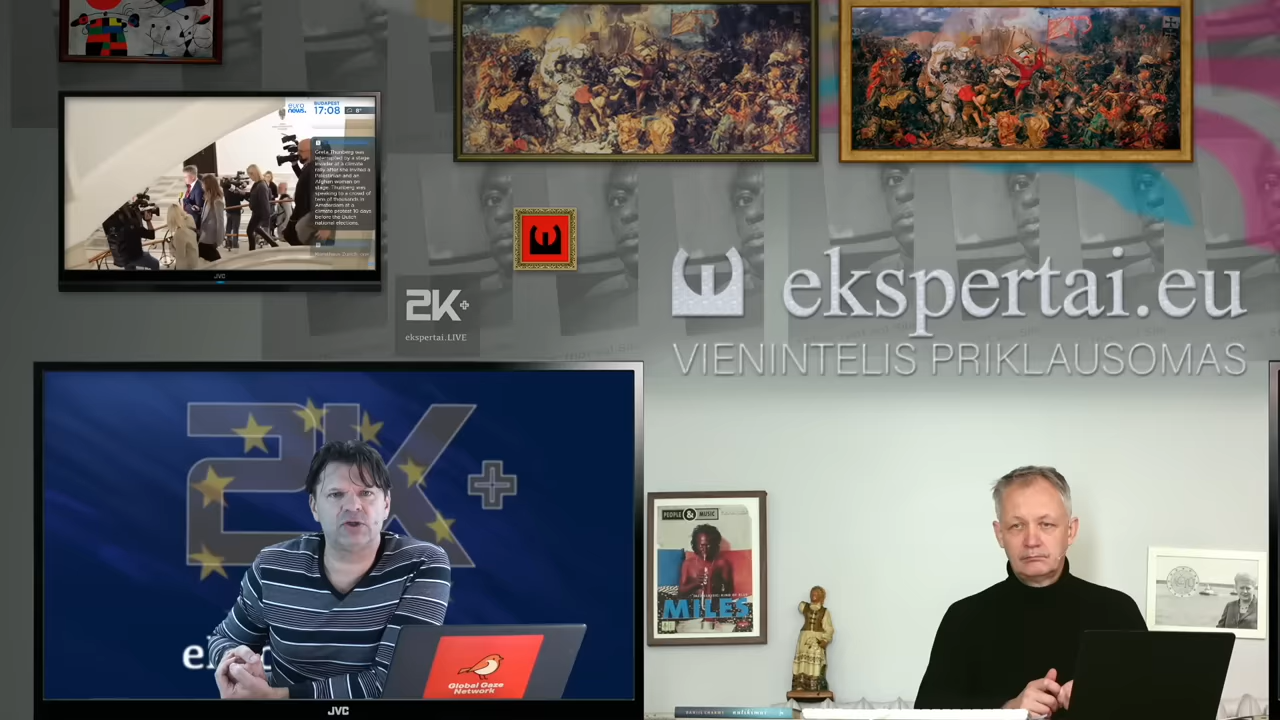 euro
news.
BUDAPEST
17:08
8°
Greta Thunberg was
interrupted by a stage
invader at a climate
rally after she invited a
Palestinian and an
Afghan woman on
stage. Thunberg was
speaking to a crowd of
tens of thousands in
Amsterdam at a
climate protest 10 days
before the Dutch
national elections.
JVC
2K+
ekspertai.LIVE
ekspertai.eu
VIENINTELIS PRIKLAUSOMAS
2K+
Global Gaze
Network
JVC
PEOPLE & MUSIC
MILES